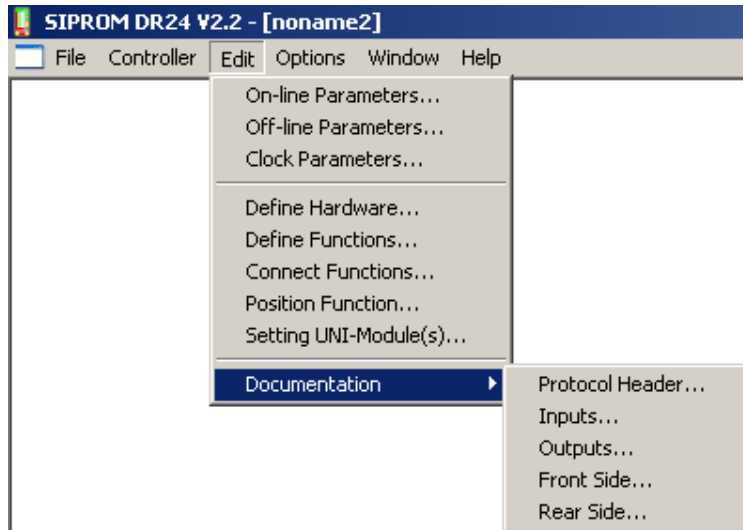 SIPROM DR24 V2.2 - [noname2]
File Controller Edit Options Window Help
On-line Parameters...
Off-line Parameters...
Clock Parameters...
Define Hardware...
Define Functions...
Connect Functions...
Position Function...
Setting UNI-Module(s)...
Documentation
Protocol Header...
Inputs...
Outputs...
Front Side...
Rear Side...